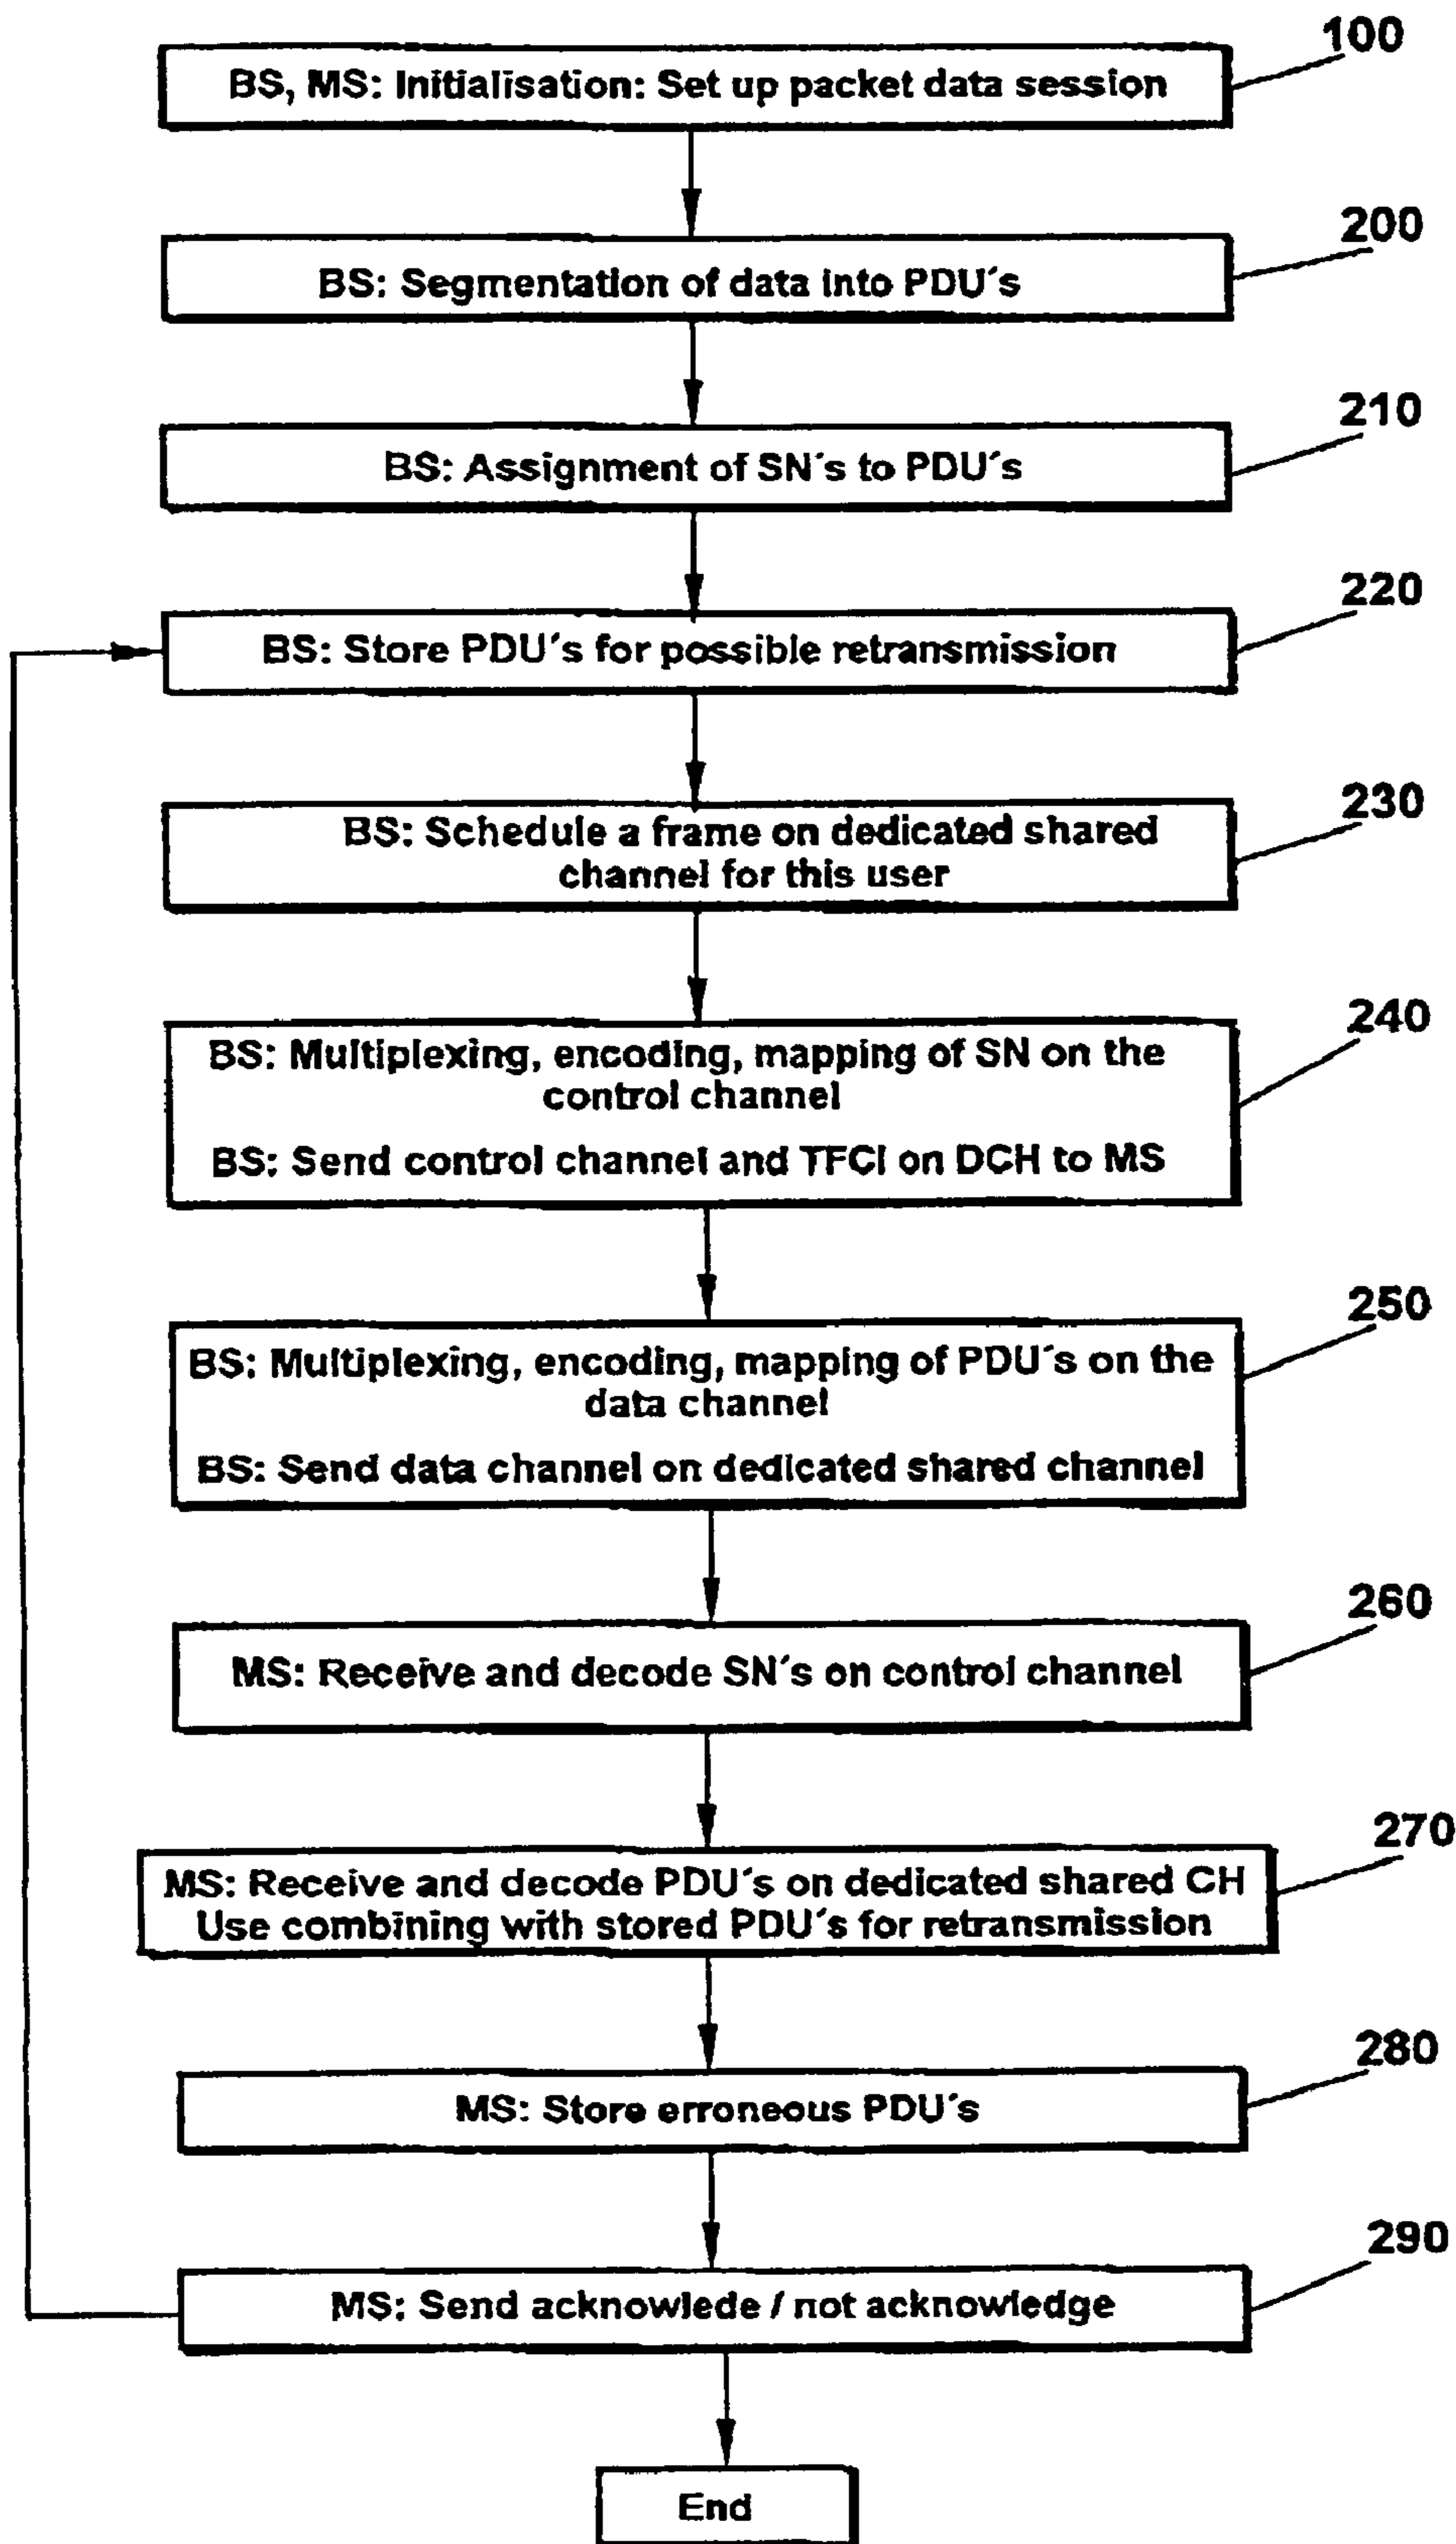 100
BS, MS: Initialisation: Set up packet data session
200
BS: Segmentation of data into PDU´s
210
BS: Assignment of SN´s to PDU´s
220
BS: Store PDU´s for possible retransmission
230
BS: Schedule a frame on dedicated shared
channel for this user
240
BS: Multiplexing, encoding, mapping of SN on the
control channel
BS: Send control channel and TFCI on DCH to MS
250
BS: Multiplexing, encoding, mapping of PDU´s on the
data channel
BS: Send data channel on dedicated shared channel
260
MS: Receive and decode SN´s on control channel
270
MS: Receive and decode PDU´s on dedicated shared CH
Use combining with stored PDU´s for retransmission
280
MS: Store erroneous PDU´s
290
MS: Send acknowlede / not acknowledge
End